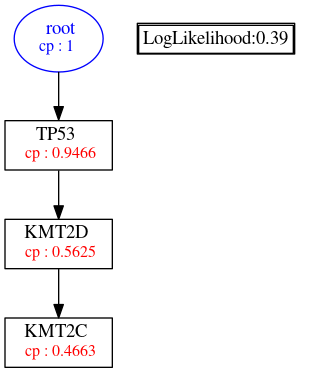 root
cp : 1
LogLikelihood:0.39
TP53
cp : 0.9466
KMT2D
cp : 0.5625
KMT2C
cp : 0.4663